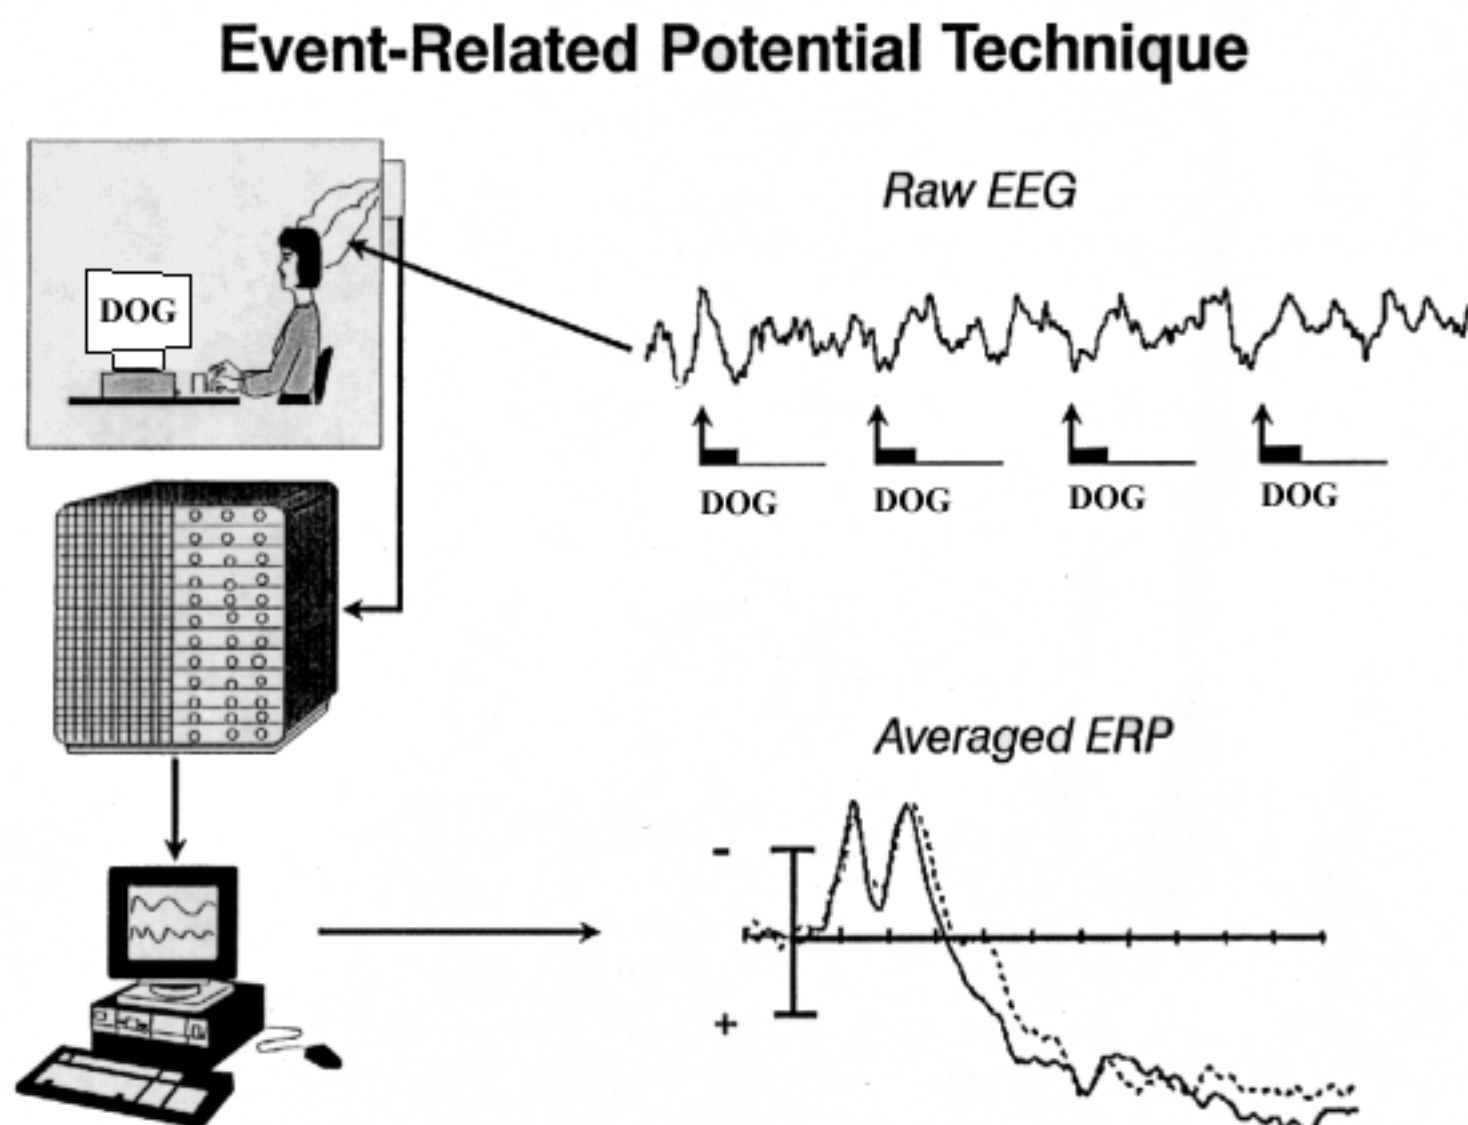 Event-Related Potential Technique
Raw EEG
DOG
DOG DOG DOG DOG
Averaged ERP
-
+